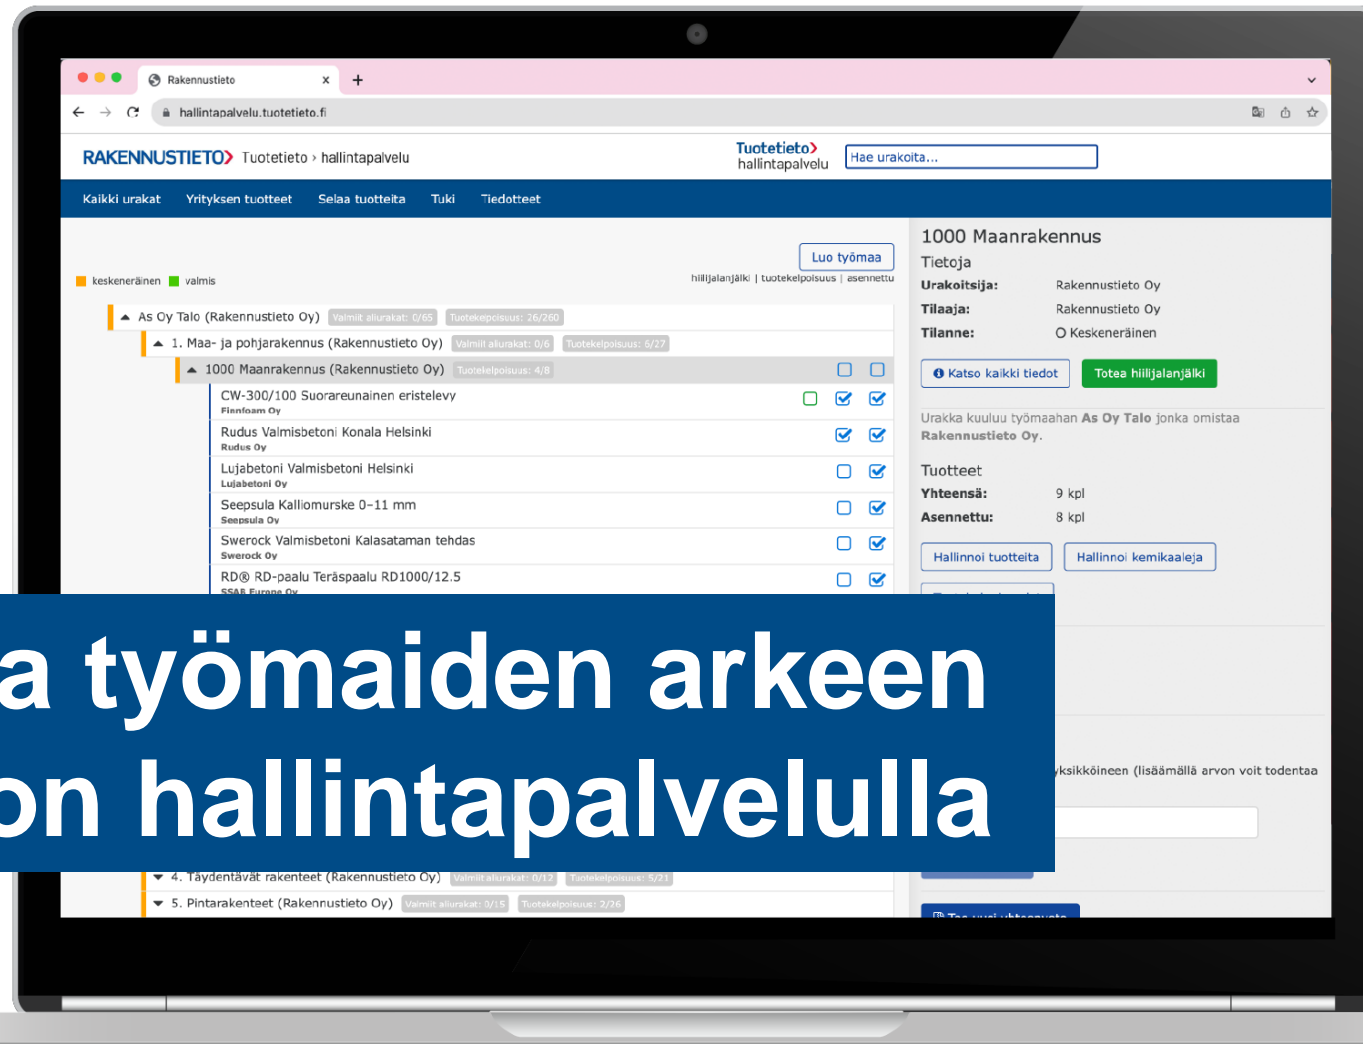 Rakennustieto
hallintapalvelu.tuotetieto.fi
RAKENNUSTIETO Tuotetieto › hallintapalvelu
Tuotetieto
hallintapalvelu
Hae urakoita...
Kaikki urakat Yrityksen tuotteet Selaa tuotteita Tuki Tiedotteet
Luo työmaa
keskeneräinen valmis
hiilijalanjälki | tuotekelpoisuus | asennettu
As Oy Talo (Rakennustieto Oy) Valmiit aliurakat: 0/65 Tuotekelpoisuus: 26/260
1. Maa- ja pohjarakennus (Rakennustieto Oy) Valmiit aliurakat: 0/6 Tuotekelpoisuus: 6/27
1000 Maanrakennus (Rakennustieto Oy) Tuotekelpoisuus: 4/8
CW-300/100 Suorareunainen eristelevy
Finnfoam Oy
Rudus Valmisbetoni Konala Helsinki
Rudus Oy
Lujabetoni Valmisbetoni Helsinki
Lujabetoni Oy
Seepsula Kalliomurske 0–11 mm
Seepsula Oy
Swerock Valmisbetoni Kalasataman tehdas
Swerock Oy
RD® RD-paalu Teräspaalu RD1000/12.5
SSAB Europe Oy
a työmaiden arkeen
on hallintapalvelulla
4. Täydentävät rakenteet (Rakennustieto Oy) Valmiit aliurakat: 0/12 Tuotekelpoisuus: 5/21
5. Pintarakenteet (Rakennustieto Oy) Valmiit aliurakat: 0/15 Tuotekelpoisuus: 2/26
1000 Maanrakennus
Tietoja
Urakoitsija: Rakennustieto Oy
Tilaaja: Rakennustieto Oy
Tilanne: Keskeneräinen
Katso kaikki tiedot Totea hiilijalanjälki
Urakka kuuluu työmaahan As Oy Talo jonka omistaa
Rakennustieto Oy.
Tuotteet
Yhteensä: 9 kpl
Asennettu: 8 kpl
Hallinnoi tuotteita Hallinnoi kemikaaleja
yksikköineen (lisäämällä arvon voit todentaa